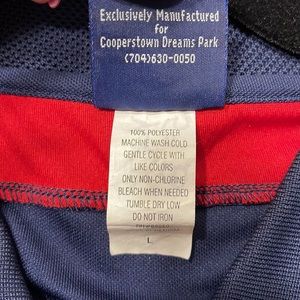 Exclusively Manufactured
for
Cooperstown Dreams Park
(704)630-0050
100% POLYESTER
MACHINE WASH COLD
GENTLE CYCLE WITH
LIKE COLORS
ONLY NON-CHLORINE
BLEACH WHEN NEEDED
TUMBLE DRY LOW
DO NOT IRON
L